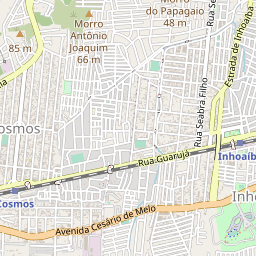 Morro
do Papagaio
48 m
Morro
Antônio
Joaquim
66 m
85 m
Estrada de Inhoaíba
Rua Seabra Filho
osmos
Rua Guarujá
Inhoaíb
Inh
Cosmos
Avenida Cesário de Melo